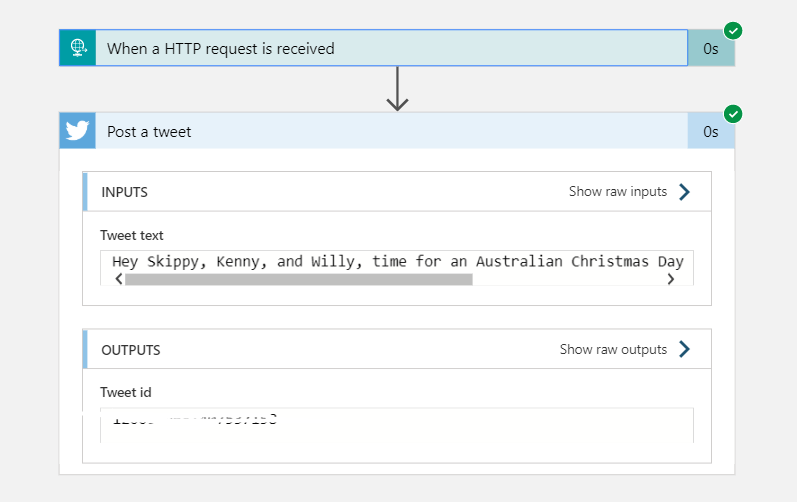 When a HTTP request is received
0s
Post a tweet
0s
INPUTS
Show raw inputs
Tweet text
Hey Skippy, Kenny, and Willy, time for an Australian Christmas Day
OUTPUTS
Show raw outputs
Tweet id